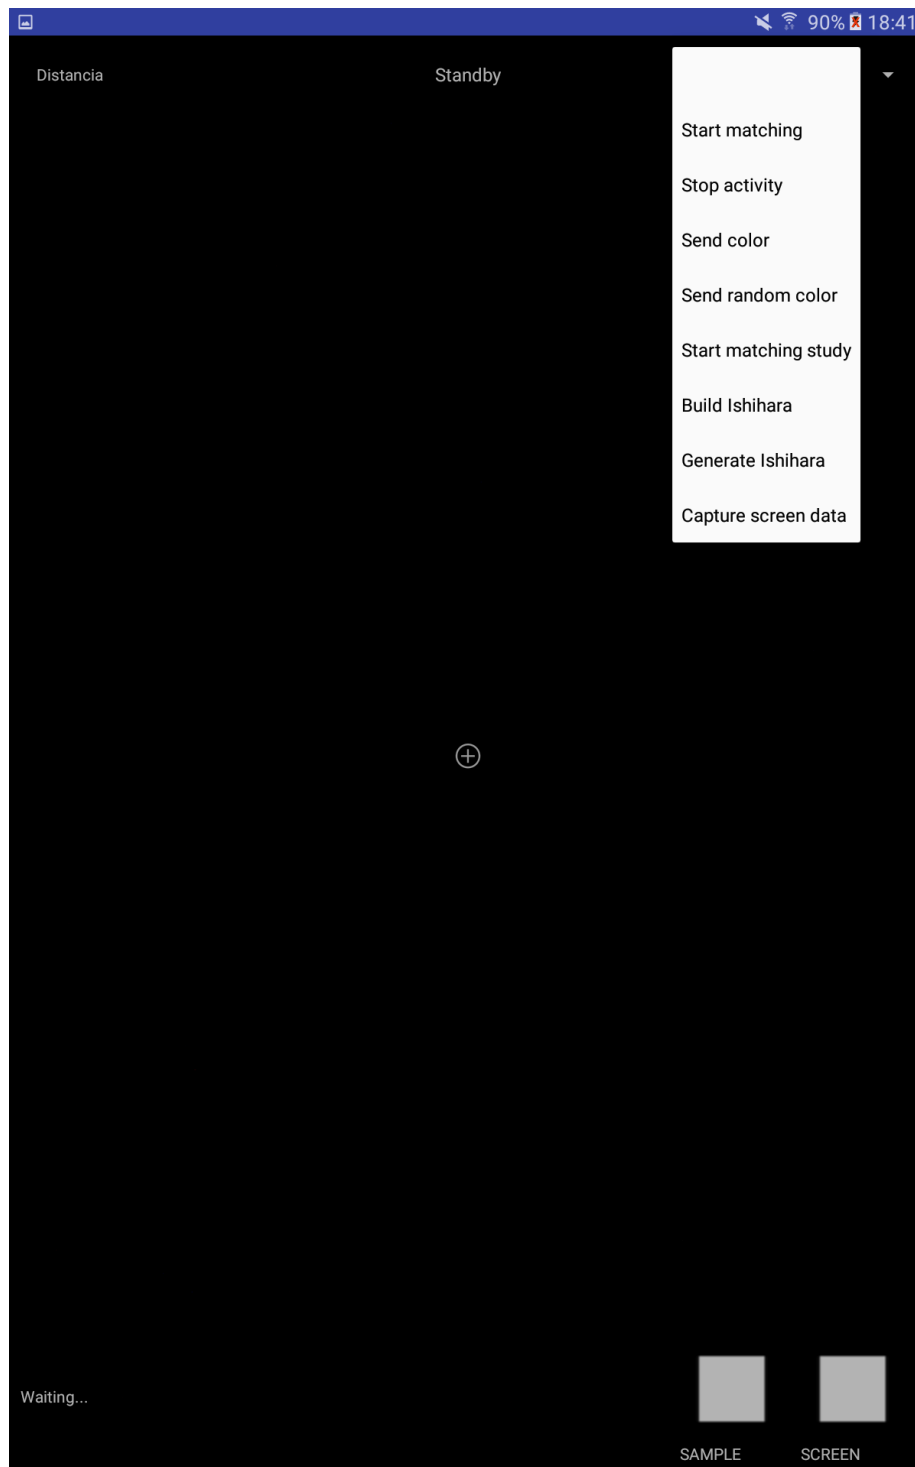 90% 18:41
Distancia
Standby
Start matching
Stop activity
Send color
Send random color
Start matching study
Build Ishihara
Generate Ishihara
Capture screen data
Waiting...
SAMPLE
SCREEN